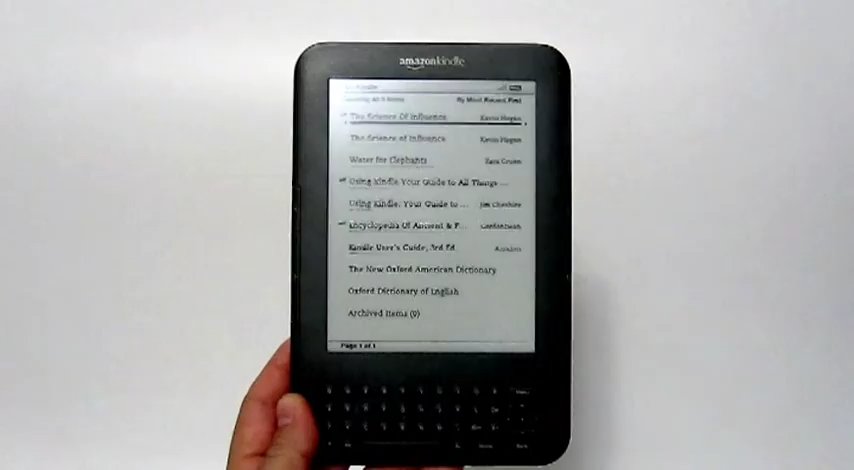 amazonkindle
By Most Recent First
The Science Of Influence Kevin Hogan
The Science of Influence Kevin Hogan
Water for Elephants Sara Gruen
Using Kindle Your Guide to All Things ...
Using Kindle: Your Guide to ... Jim Cheshire
Encyclopedia Of Ancient & F...
Kindle User's Guide, 3rd Ed. Amazon
The New Oxford American Dictionary
Oxford Dictionary of English
Archived Items (9)
Page 1 of 1